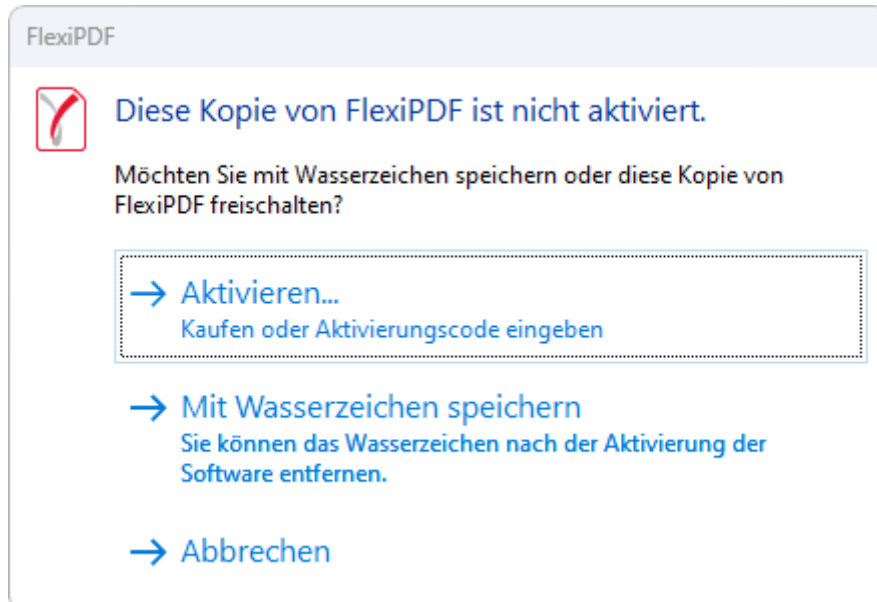 FlexiPDF
Diese Kopie von FlexiPDF ist nicht aktiviert.
Möchten Sie mit Wasserzeichen speichern oder diese Kopie von
FlexiPDF freischalten?
→ Aktivieren...
Kaufen oder Aktivierungscode eingeben
→ Mit Wasserzeichen speichern
Sie können das Wasserzeichen nach der Aktivierung der
Software entfernen.
→ Abbrechen